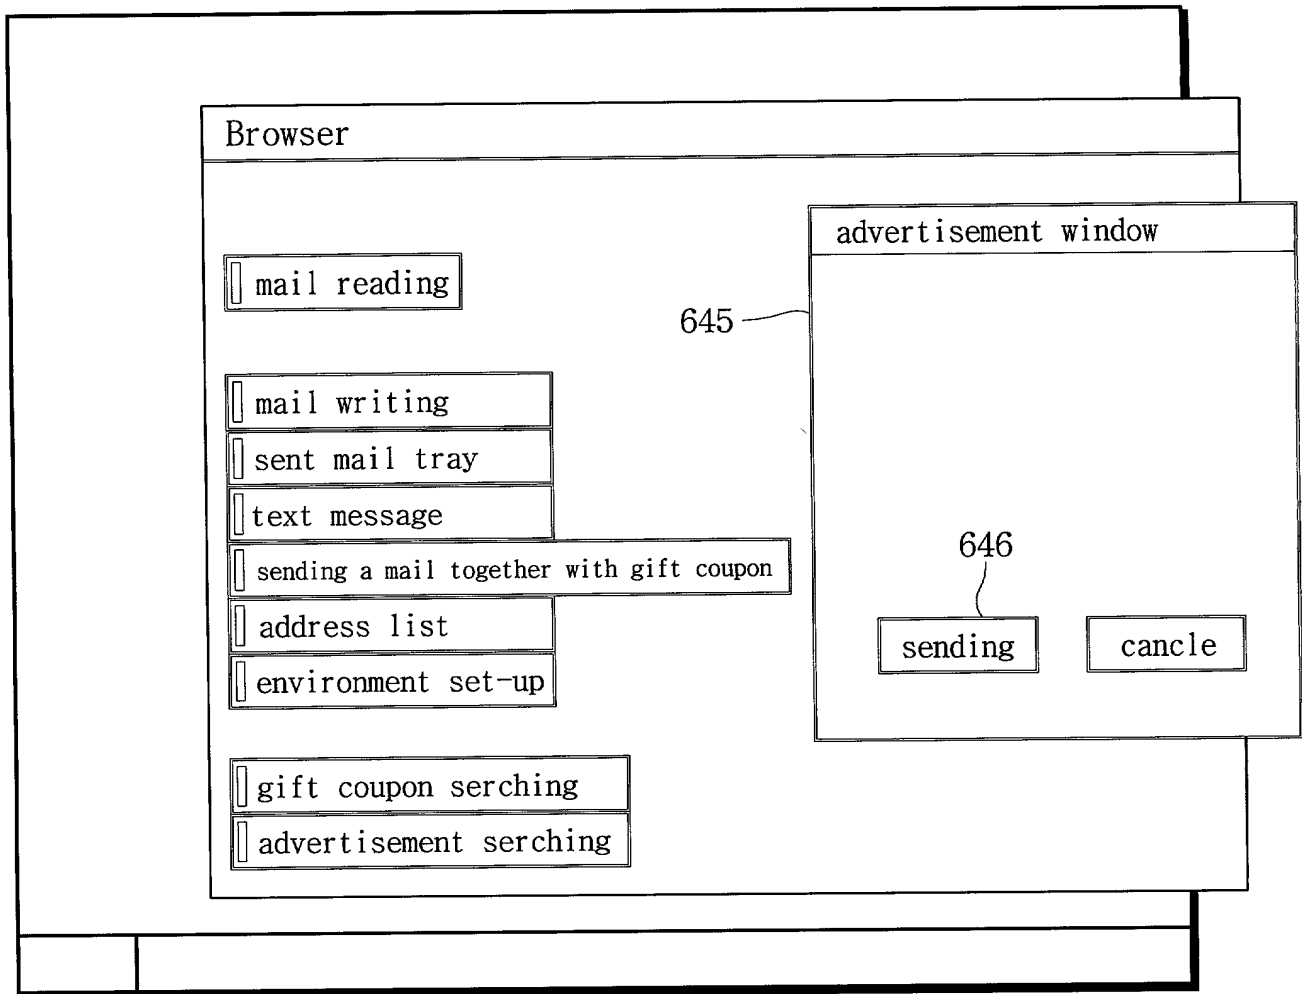 Browser
advertisement window
mail reading
645
mail writing
sent mail tray
text message
sending a mail together with gift coupon
address list
environment set-up
646
sending
cancle
gift coupon serching
advertisement serching